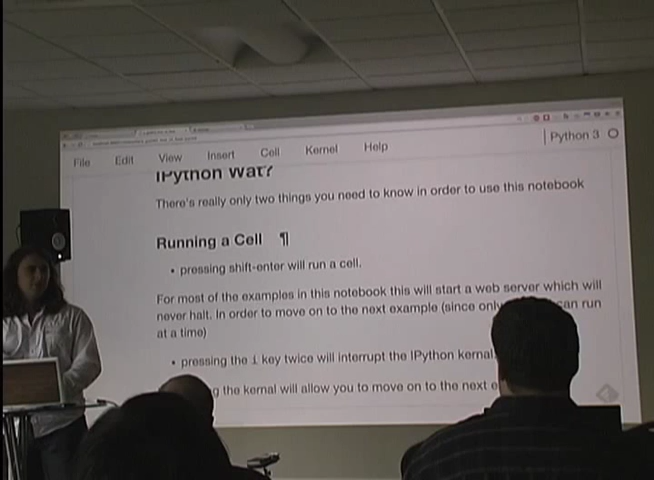 Python 3
File Edit View Insert Cell Kernel Help
IPython Wat?
There's really only two things you need to know in order to use this notebook
Running a Cell ¶
• pressing shift-enter will run a cell.
For most of the examples in this notebook this will start a web server which will
never halt. In order to move on to the next example (since only can run
at a time)
• pressing the i key twice will interrupt the IPython kernal
g the kernal will allow you to move on to the next e